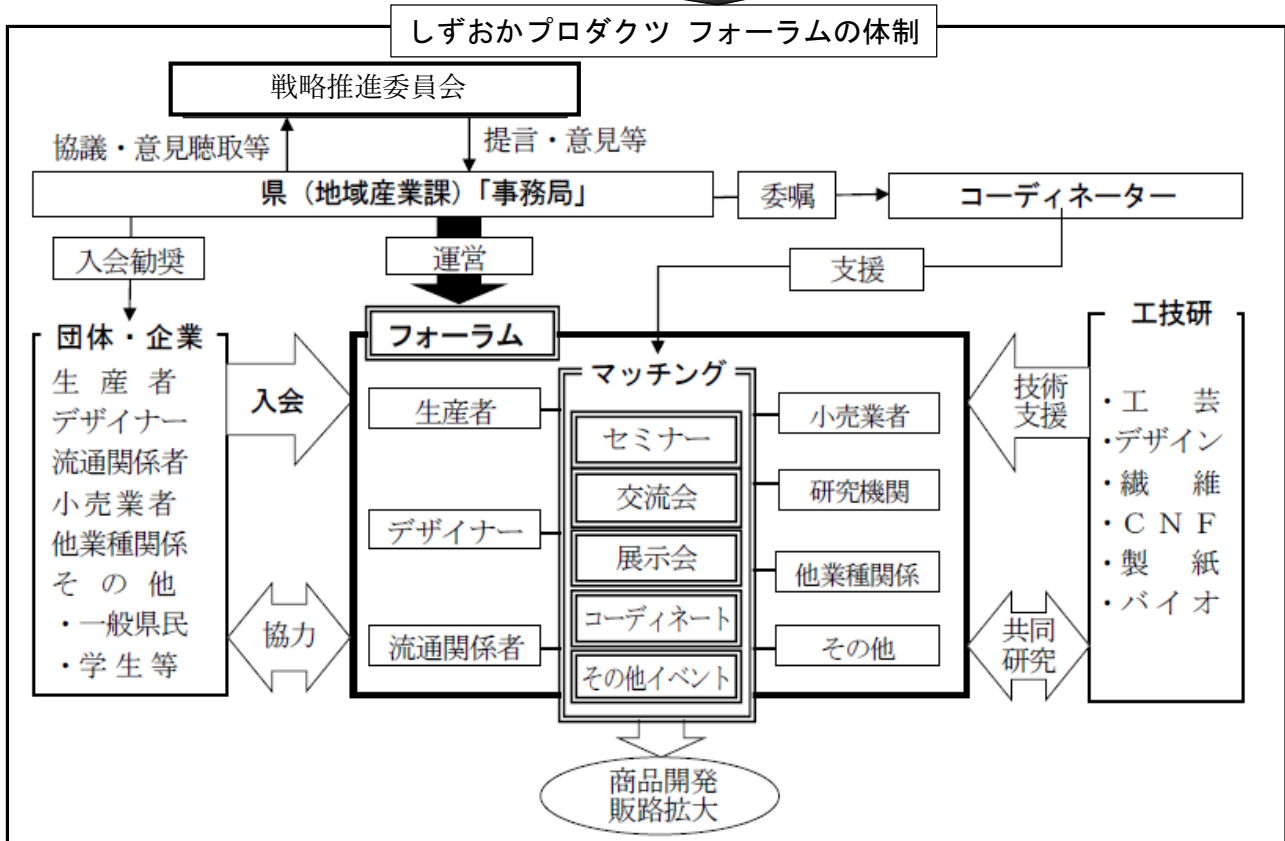 しずおかプロダクツ フォーラムの体制
戦略推進委員会
協議・意見聴取等
提言・意見等
県（地域産業課）「事務局」
委嘱
コーディネーター
入会勧奨
運営
支援
団体・企業
生産者
デザイナー
流通関係者
小売業者
他業種関係
その他
・一般県民
・学生等
入会
協力
フォーラム
生産者
デザイナー
流通関係者
マッチング
セミナー
交流会
展示会
コーディネート
その他イベント
小売業者
研究機関
他業種関係
その他
技術
支援
共同
研究
工技研
・工芸
・デザイン
・繊維
・ＣＮＦ
・製紙
・バイオ
商品開発
販路拡大